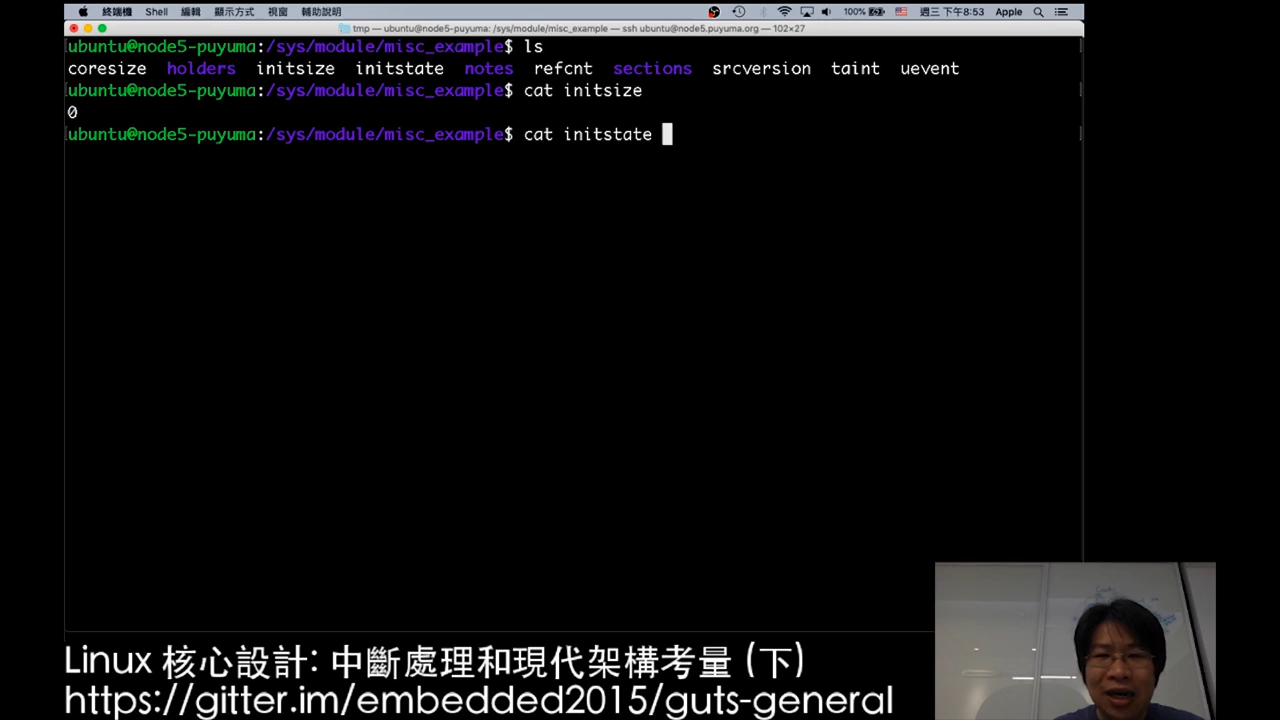 終端機 Shell 編輯 顯示方式 視窗 輔助說明 100% 週三 下午8:53 Apple
tmp — ubuntu@node5-puyuma: /sys/module/misc_example — ssh ubuntu@node5.puyuma.org — 102×27
ubuntu@node5-puyuma:/sys/module/misc_example$ ls
coresize holders initsize initstate notes refcnt sections srcversion taint uevent
ubuntu@node5-puyuma:/sys/module/misc_example$ cat initsize
0
ubuntu@node5-puyuma:/sys/module/misc_example$ cat initstate
Linux 核心設計: 中斷處理和現代架構考量 (下)
https://gitter.im/embedded2015/guts-general